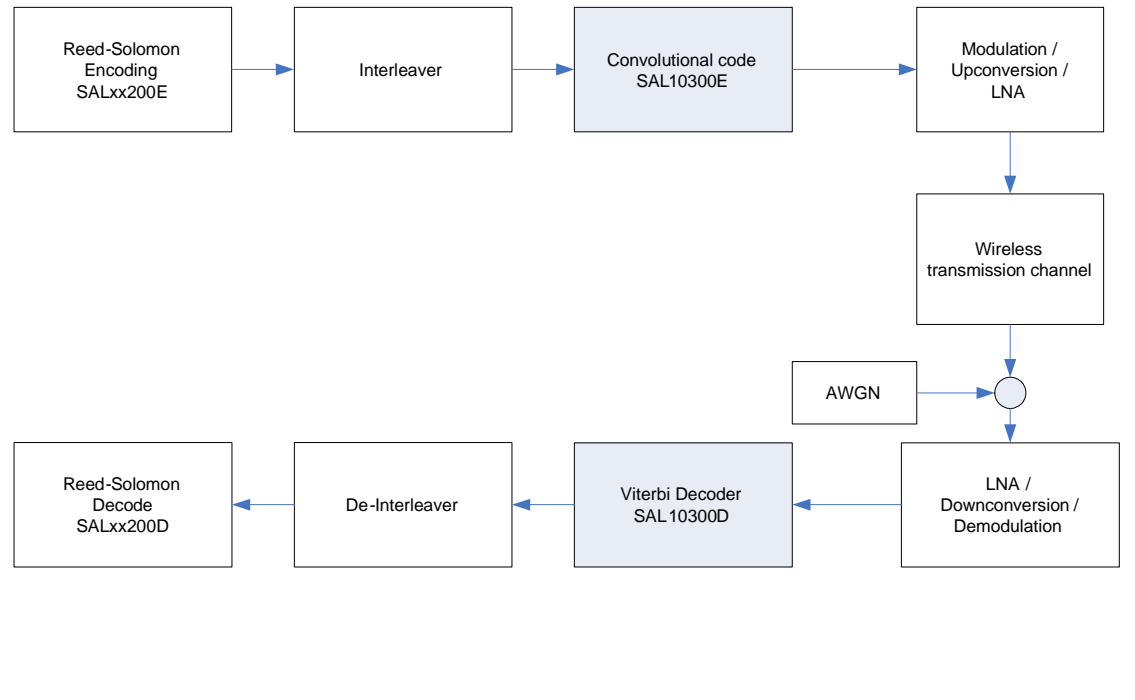 Reed-Solomon
Encoding
SALxx200E
Interleaver
Convolutional code
SAL10300E
Modulation /
Upconversion /
LNA
Wireless
transmission channel
AWGN
Reed-Solomon
Decode
SALxx200D
De-Interleaver
Viterbi Decoder
SAL10300D
LNA /
Downconversion /
Demodulation